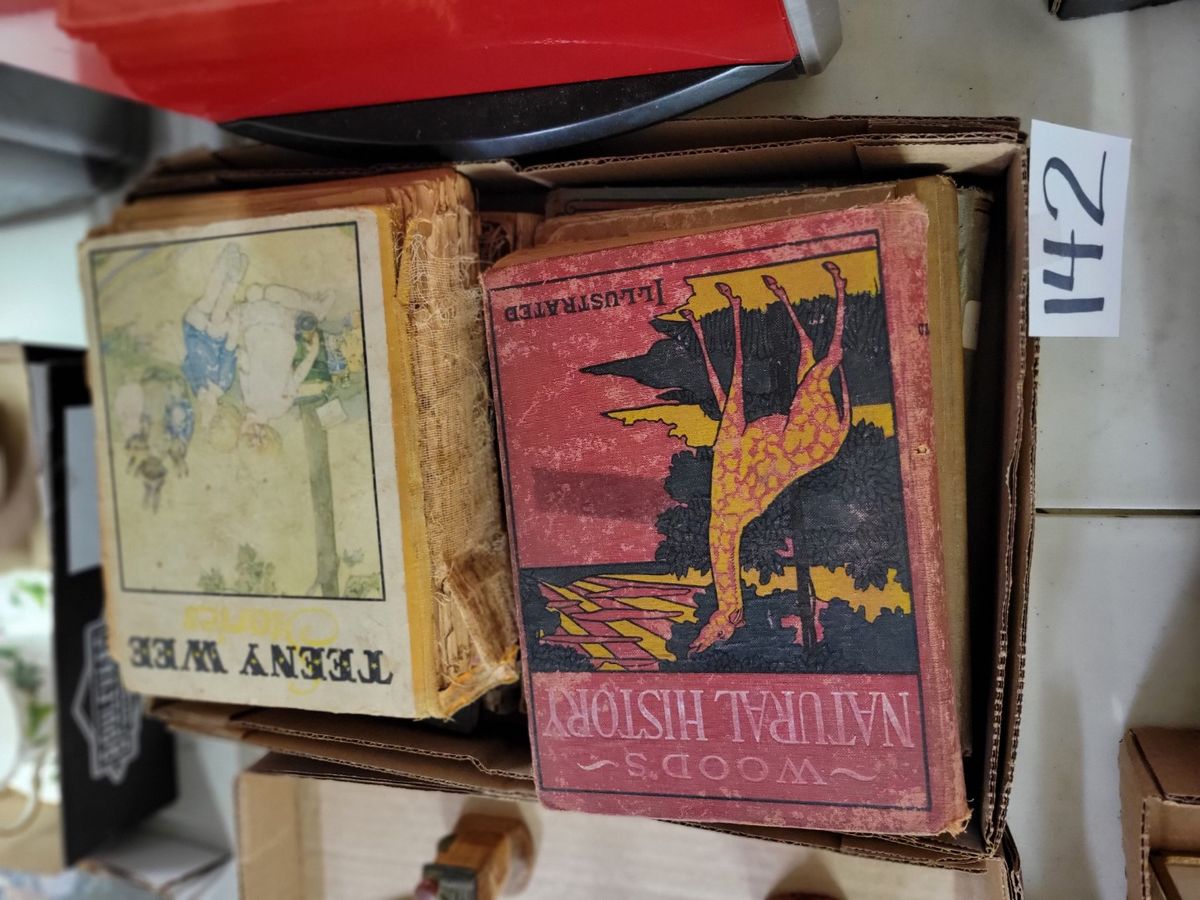 TEENY WEE
Stories
~ WOOD'S ~
NATURAL HISTORY
ILLUSTRATED
142